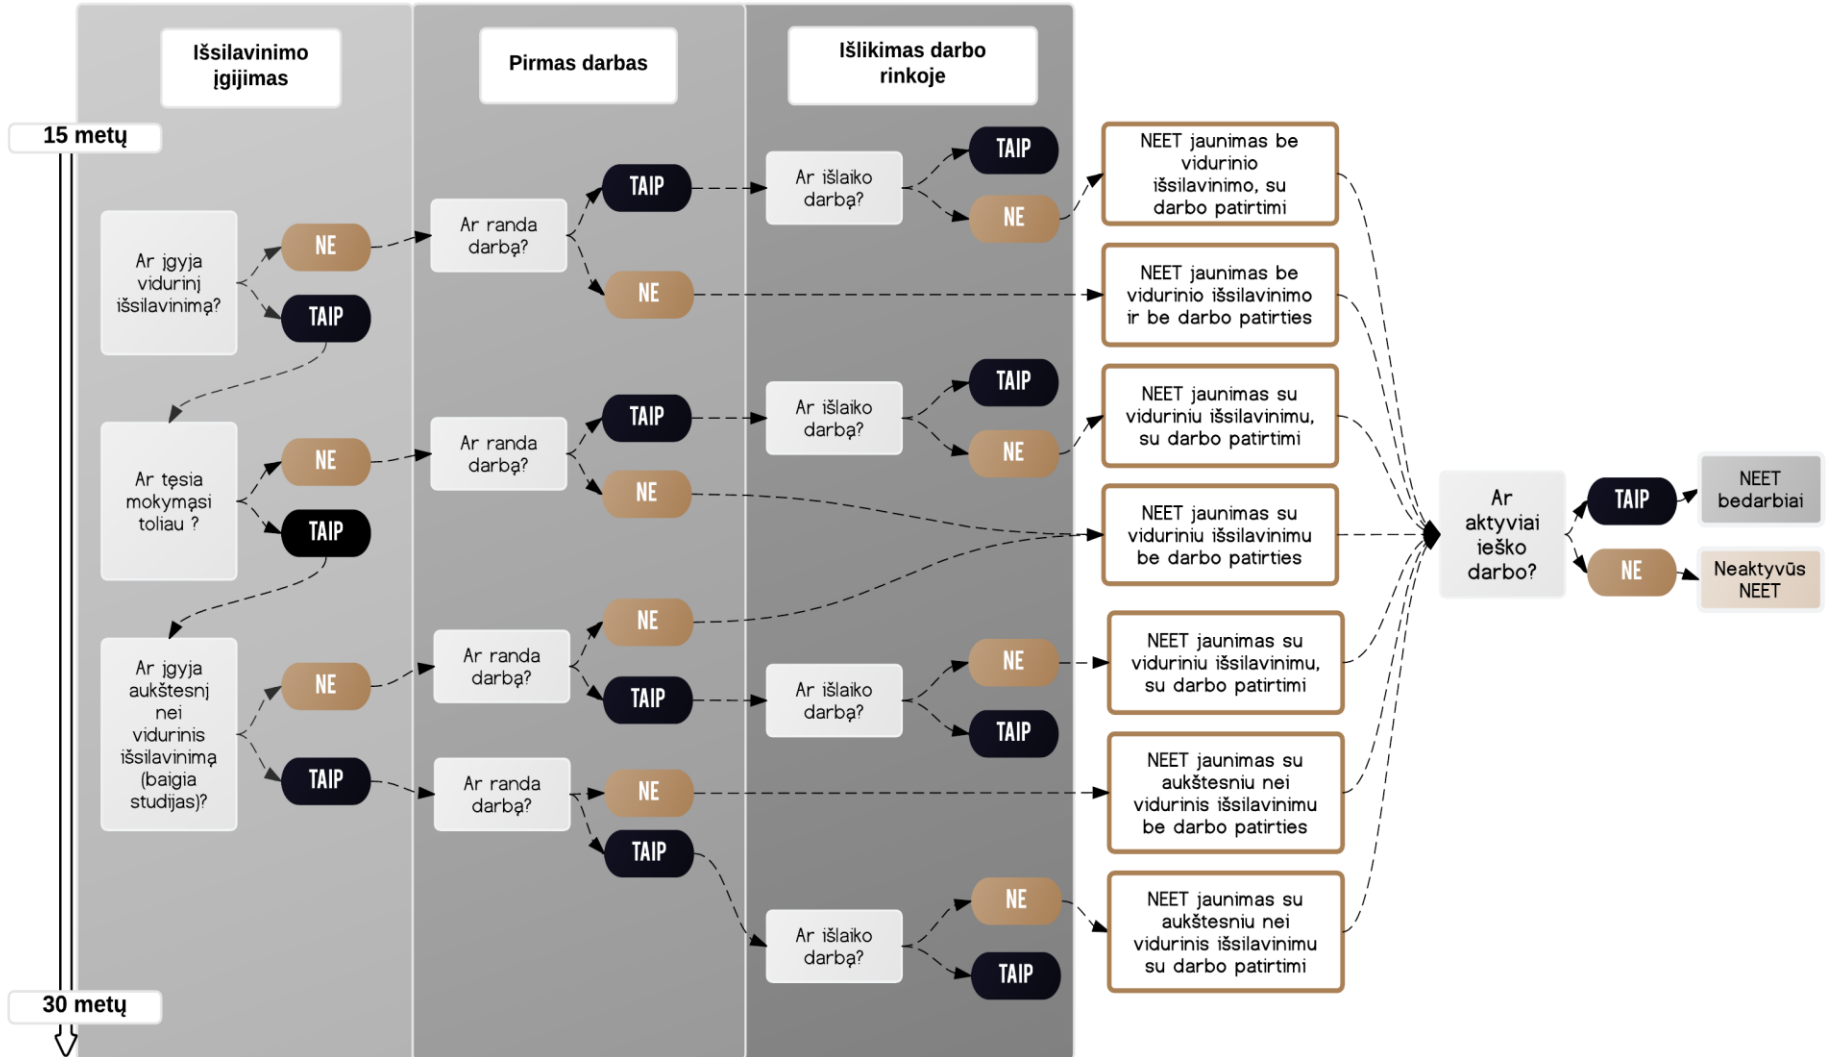 Išsilavinimo
įgijimas
Pirmas darbas
Išlikimas darbo
rinkoje
15 metų
Ar įgyja
vidurinį
išsilavinimą?
NE
TAIP
Ar randa
darbą?
TAIP
NE
Ar išlaiko
darbą?
TAIP
NE
NEET jaunimas be
vidurinio
išsilavinimo, su
darbo patirtimi
NEET jaunimas be
vidurinio išsilavinimo
ir be darbo patirties
Ar tęsia
mokymąsi
toliau ?
NE
TAIP
Ar randa
darbą?
TAIP
NE
Ar išlaiko
darbą?
TAIP
NE
NEET jaunimas su
viduriniu išsilavinimu,
su darbo patirtimi
NEET jaunimas su
viduriniu išsilavinimu
be darbo patirties
Ar įgyja
aukštesnį
nei
vidurinis
išsilavinimą
(baigia
studijas)?
NE
TAIP
Ar randa
darbą?
NE
TAIP
Ar išlaiko
darbą?
NE
TAIP
NEET jaunimas su
viduriniu išsilavinimu,
su darbo patirtimi
Ar randa
darbą?
NE
TAIP
NEET jaunimas su
aukštesniu nei
vidurinis išsilavinimu
be darbo patirties
Ar išlaiko
darbą?
NE
TAIP
NEET jaunimas su
aukštesniu nei
vidurinis išsilavinimu
su darbo patirtimi
Ar
aktyviai
ieško
darbo?
TAIP
NE
NEET
bedarbiai
Neaktyvūs
NEET
30 metų